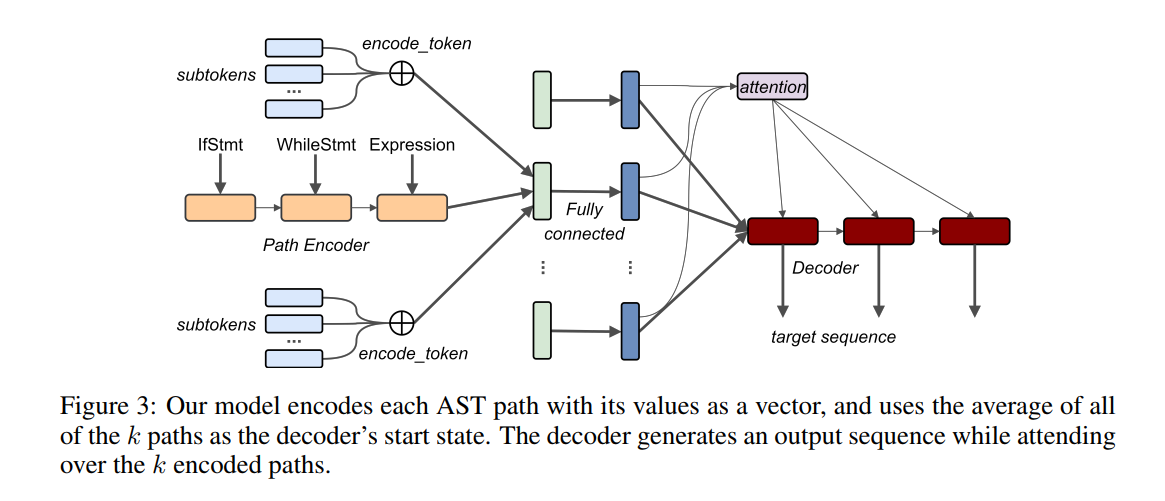 encode_token
subtokens
...
attention
IfStmt
WhileStmt
Expression
Fully
connected
Path Encoder
...
...
Decoder
subtokens
...
encode_token
target sequence
Figure 3: Our model encodes each AST path with its values as a vector, and uses the average of all
of the k paths as the decoder’s start state. The decoder generates an output sequence while attending
over the k encoded paths.